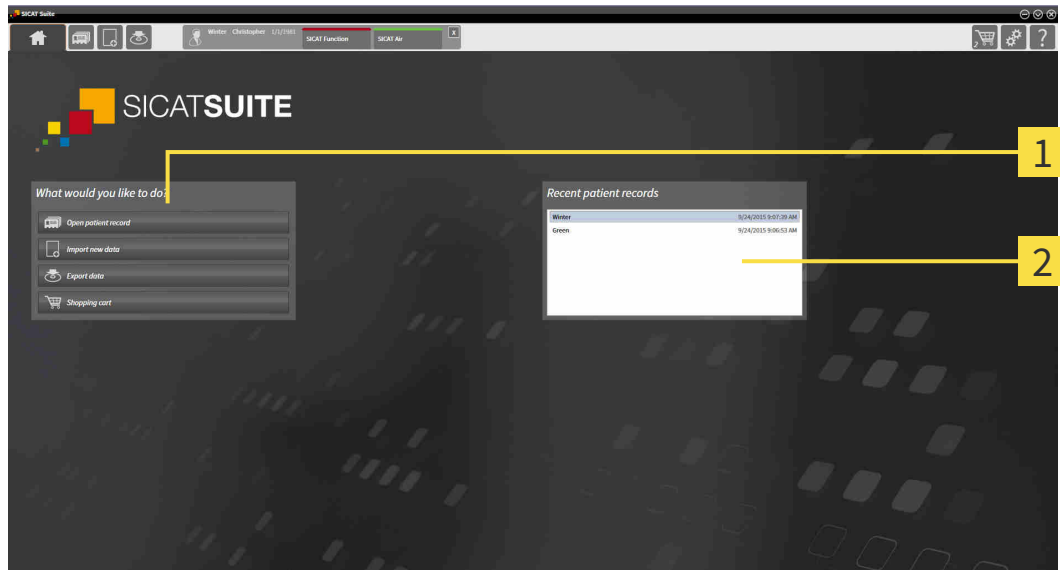 SICAT Suite
Winter Christopher 1/1/1981
SICAT Function
SICAT Air
x
2
?
SICATSUITE
1
What would you like to do?
Open patient record
Import new data
Export data
Shopping cart
Recent patient records
Winter 9/24/2015 9:07:39 AM
Green 9/24/2015 9:06:53 AM
2